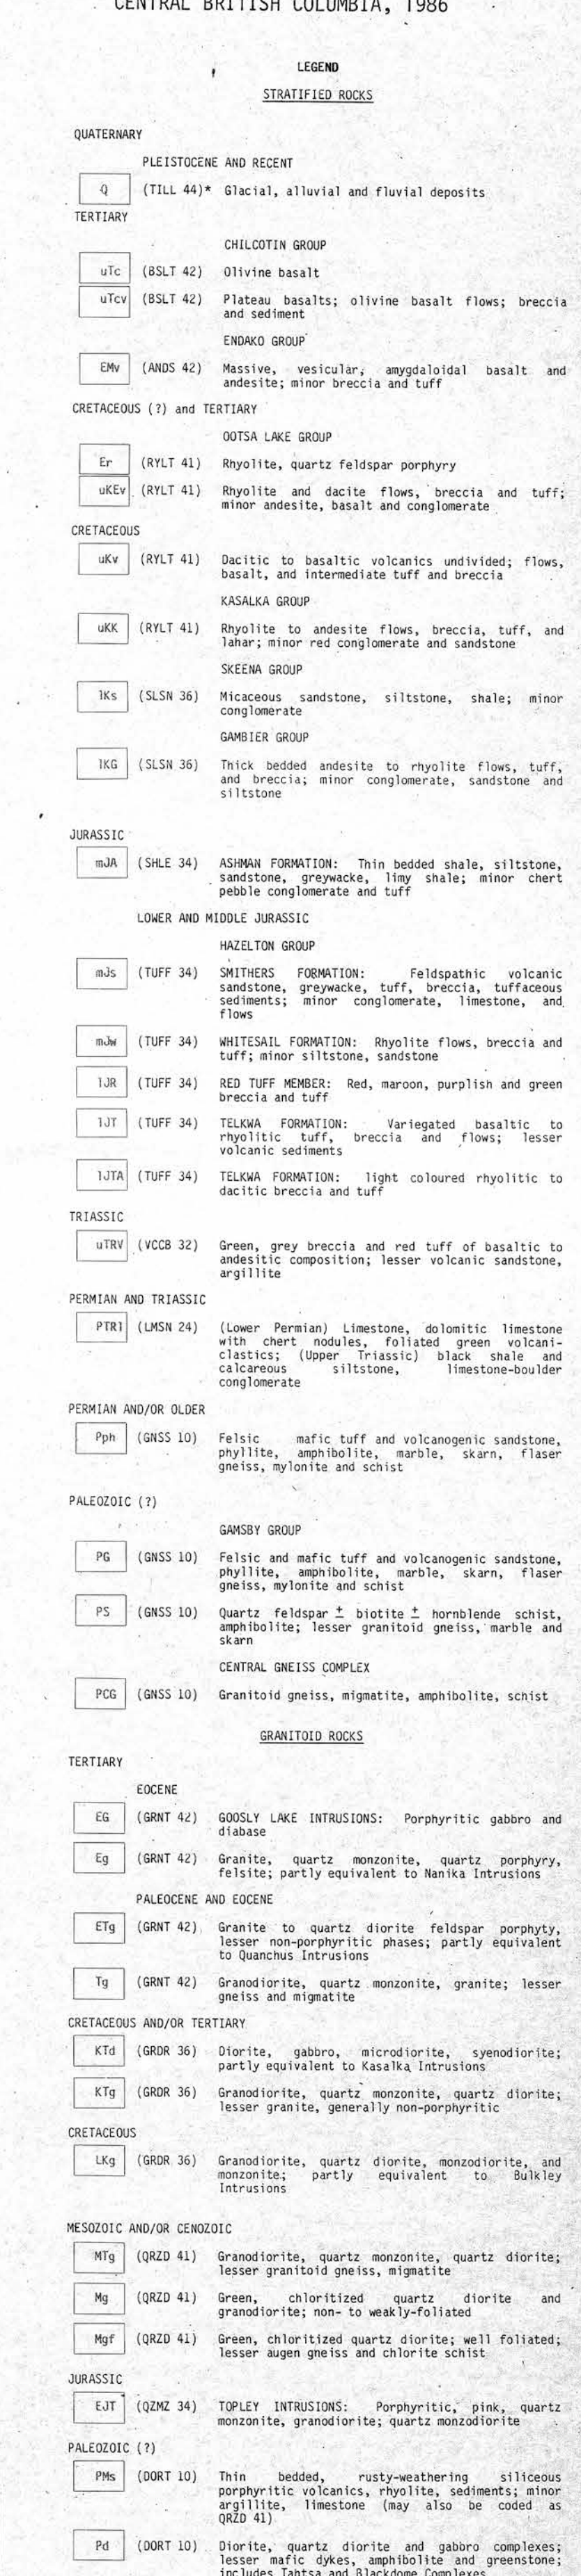 CENTRAL BRITISH COLUMBIA, 1986
LEGEND
STRATIFIED ROCKS
QUATERNARY
PLEISTOCENE AND RECENT
Q (TILL 44)* Glacial, alluvial and fluvial deposits
TERTIARY
CHILCOTIN GROUP
uTc (BSLT 42) Olivine basalt
uTcv (BSLT 42) Plateau basalts; olivine basalt flows; breccia
and sediment
ENDAKO GROUP
EMv (ANDS 42) Massive, vesicular, amygdaloidal basalt and
andesite; minor breccia and tuff
CRETACEOUS (?) and TERTIARY
OOTSA LAKE GROUP
Er (RYLT 41) Rhyolite, quartz feldspar porphyry
uKEv (RYLT 41) Rhyolite and dacite flows, breccia and tuff;
minor andesite, basalt and conglomerate
CRETACEOUS
uKv (RYLT 41) Dacitic to basaltic volcanics undivided; flows,
basalt, and intermediate tuff and breccia
KASALKA GROUP
uKK (RYLT 41) Rhyolite to andesite flows, breccia, tuff, and
lahar; minor red conglomerate and sandstone
SKEENA GROUP
lKs (SLSN 36) Micaceous sandstone, siltstone, shale; minor
conglomerate
GAMBIER GROUP
lKG (SLSN 36) Thick bedded andesite to rhyolite flows, tuff,
and breccia; minor conglomerate, sandstone and
siltstone
JURASSIC
mJA (SHLE 34) ASHMAN FORMATION: Thin bedded shale, siltstone,
sandstone, greywacke, limy shale; minor chert
pebble conglomerate and tuff
LOWER AND MIDDLE JURASSIC
HAZELTON GROUP
mJs (TUFF 34) SMITHERS FORMATION: Feldspathic volcanic
sandstone, greywacke, tuff, breccia, tuffaceous
sediments; minor conglomerate, limestone, and
flows
mJw (TUFF 34) WHITESAIL FORMATION: Rhyolite flows, breccia and
tuff; minor siltstone, sandstone
lJR (TUFF 34) RED TUFF MEMBER: Red, maroon, purplish and green
breccia and tuff
lJT (TUFF 34) TELKWA FORMATION: Variegated basaltic to
rhyolitic tuff, breccia and flows; lesser
volcanic sediments
lJTA (TUFF 34) TELKWA FORMATION: light coloured rhyolitic to
dacitic breccia and tuff
TRIASSIC
uTRV (VCCB 32) Green, grey breccia and red tuff of basaltic to
andesitic composition; lesser volcanic sandstone,
argillite
PERMIAN AND TRIASSIC
PTRl (LMSN 24) (Lower Permian) Limestone, dolomitic limestone
with chert nodules, foliated green volcani-
clastics; (Upper Triassic) black shale and
calcareous siltstone, limestone-boulder
conglomerate
PERMIAN AND/OR OLDER
Pph (GNSS 10) Felsic mafic tuff and volcanogenic sandstone,
phyllite, amphibolite, marble, skarn, flaser
gneiss, mylonite and schist
PALEOZOIC (?)
GAMSBY GROUP
PG (GNSS 10) Felsic and mafic tuff and volcanogenic sandstone,
phyllite, amphibolite, marble, skarn, flaser
gneiss, mylonite and schist
PS (GNSS 10) Quartz feldspar ± biotite ± hornblende schist,
amphibolite; lesser granitoid gneiss, marble and
skarn
CENTRAL GNEISS COMPLEX
PCG (GNSS 10) Granitoid gneiss, migmatite, amphibolite, schist
GRANITOID ROCKS
TERTIARY
EOCENE
EG (GRNT 42) GOOSLY LAKE INTRUSIONS: Porphyritic gabbro and
diabase
Eg (GRNT 42) Granite, quartz monzonite, quartz porphyry,
felsite; partly equivalent to Nanika Intrusions
PALEOCENE AND EOCENE
ETg (GRNT 42) Granite to quartz diorite feldspar porphyty,
lesser non-porphyritic phases; partly equivalent
to Quanchus Intrusions
Tg (GRNT 42) Granodiorite, quartz monzonite, granite; lesser
gneiss and migmatite
CRETACEOUS AND/OR TERTIARY
KTd (GRDR 36) Diorite, gabbro, microdiorite, syenodiorite;
partly equivalent to Kasalka Intrusions
KTg (GRDR 36) Granodiorite, quartz monzonite, quartz diorite;
lesser granite, generally non-porphyritic
CRETACEOUS
LKg (GRDR 36) Granodiorite, quartz diorite, monzodiorite, and
monzonite; partly equivalent to Bulkley
Intrusions
MESOZOIC AND/OR CENOZOIC
MTg (QRZD 41) Granodiorite, quartz monzonite, quartz diorite;
lesser granitoid gneiss, migmatite
Mg (QRZD 41) Green, chloritized quartz diorite and
granodiorite; non- to weakly-foliated
Mgf (QRZD 41) Green, chloritized quartz diorite; well foliated;
lesser augen gneiss and chlorite schist
JURASSIC
EJT (QZMZ 34) TOPLEY INTRUSIONS: Porphyritic, pink, quartz
monzonite, granodiorite; quartz monzodiorite
PALEOZOIC (?)
PMs (DORT 10) Thin bedded, rusty-weathering siliceous
porphyritic volcanics, rhyolite, sediments; minor
argillite, limestone (may also be coded as
QRZD 41)
Pd (DORT 10) Diorite, quartz diorite and gabbro complexes;
lesser mafic dykes, amphibolite and greenstone;
includes Tahtsa and Blackdome Complexes